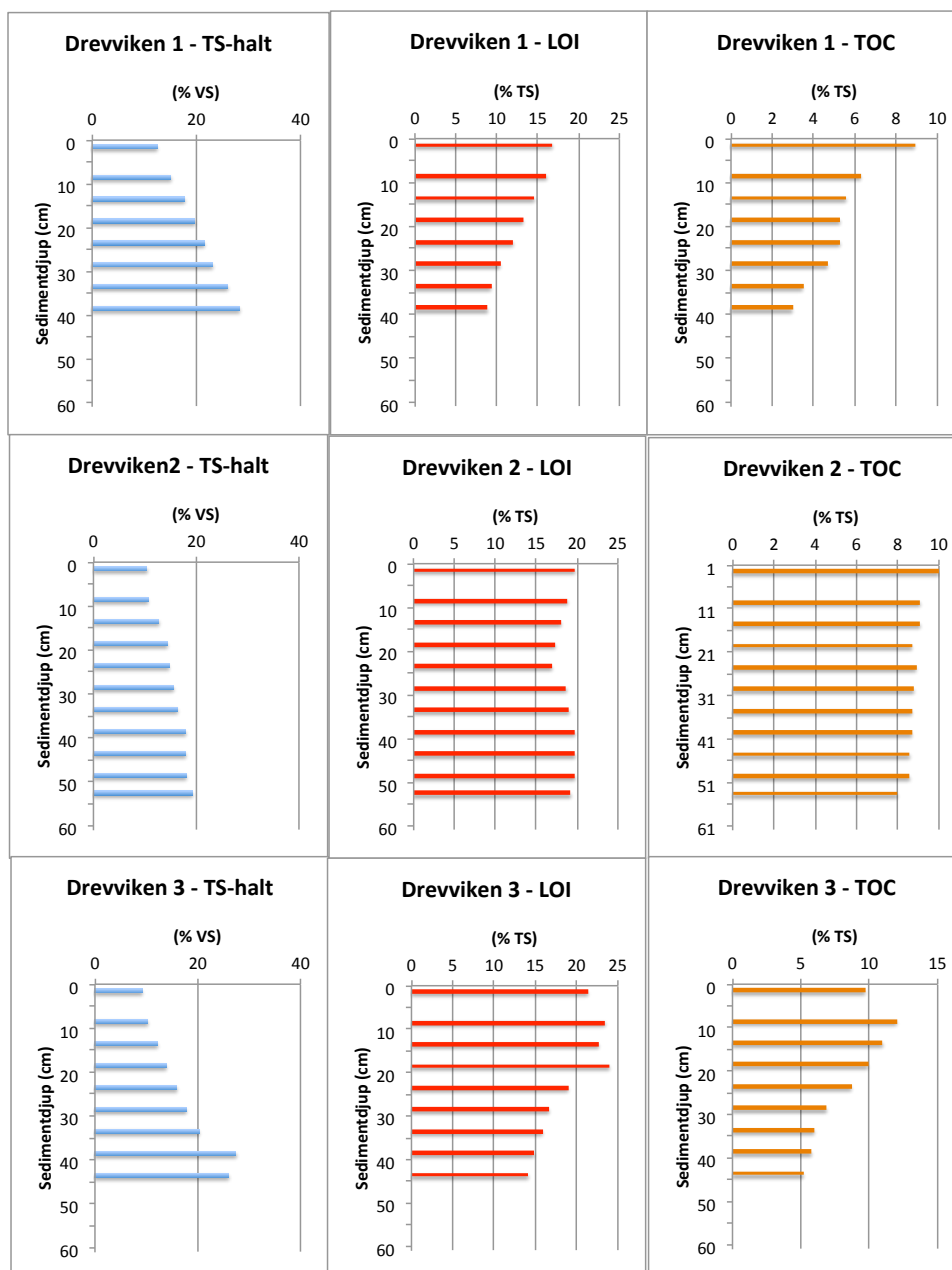 Drevviken 1 - TS-halt
(% VS)
0 20 40
0
10
20
30
40
50
60
Sedimentdjup (cm)
Drevviken 1 - LOI
(% TS)
0 5 10 15 20 25
0
10
20
30
40
50
60
Sedimentdjup (cm)
Drevviken 1 - TOC
(% TS)
0 2 4 6 8 10
0
10
20
30
40
50
60
Sedimentdjup (cm)
Drevviken2 - TS-halt
(% VS)
0 20 40
0
10
20
30
40
50
60
Sedimentdjup (cm)
Drevviken 2 - LOI
(% TS)
0 5 10 15 20 25
0
10
20
30
40
50
60
Sedimentdjup (cm)
Drevviken 2 - TOC
(% TS)
0 2 4 6 8 10
1
11
21
31
41
51
61
Sedimentdjup (cm)
Drevviken 3 - TS-halt
(% VS)
0 20 40
0
10
20
30
40
50
60
Sedimentdjup (cm)
Drevviken 3 - LOI
(% TS)
0 5 10 15 20 25
0
10
20
30
40
50
60
Sedimentdjup (cm)
Drevviken 3 - TOC
(% TS)
0 5 10 15
0
10
20
30
40
50
60
Sedimentdjup (cm)